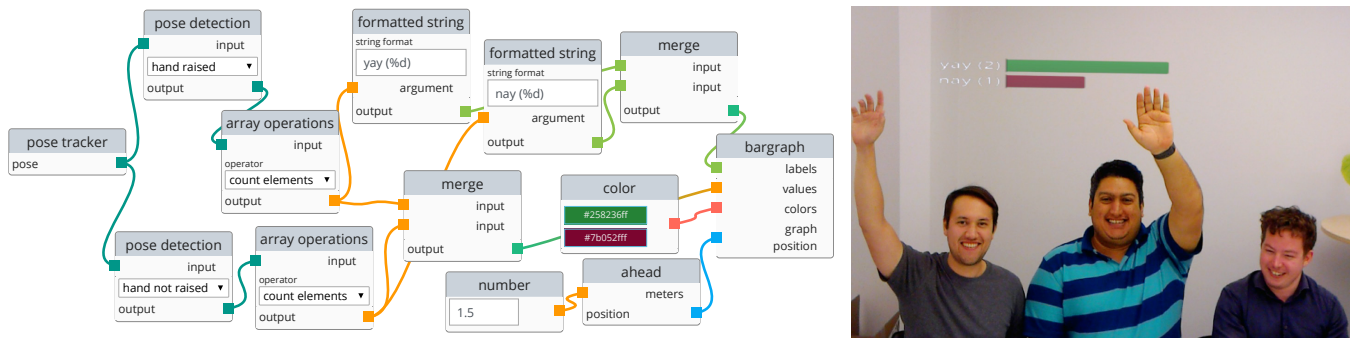 pose tracker
pose
pose detection
input
hand raised
output
pose detection
input
hand not raised
output
array operations
input
operator
count elements
output
array operations
input
operator
count elements
output
formatted string
string format
yay (%d)
argument
output
formatted string
string format
nay (%d)
argument
output
merge
input
input
output
merge
input
input
output
number
1.5
color
#258236ff
#7b052fff
ahead
meters
position
bargraph
labels
values
colors
graph
position
yay (2)
nay (1)